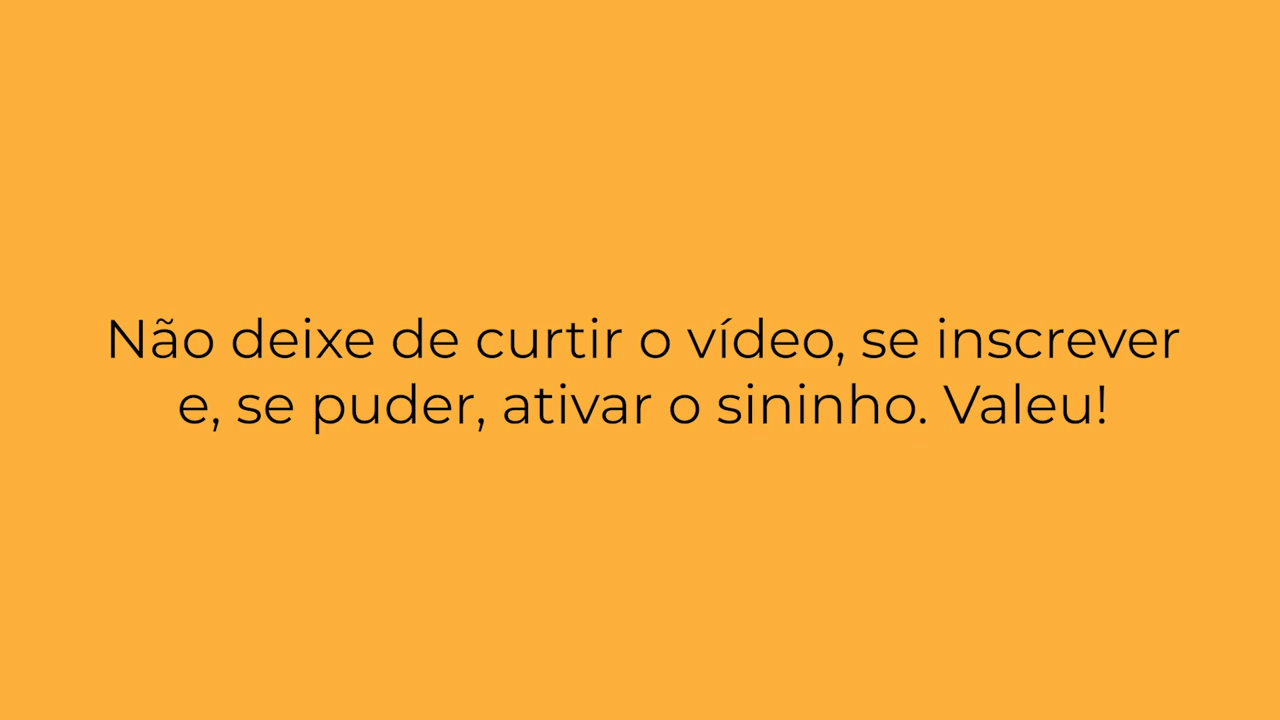 Não deixe de curtir o vídeo, se inscrever
e, se puder, ativar o sininho. Valeu!